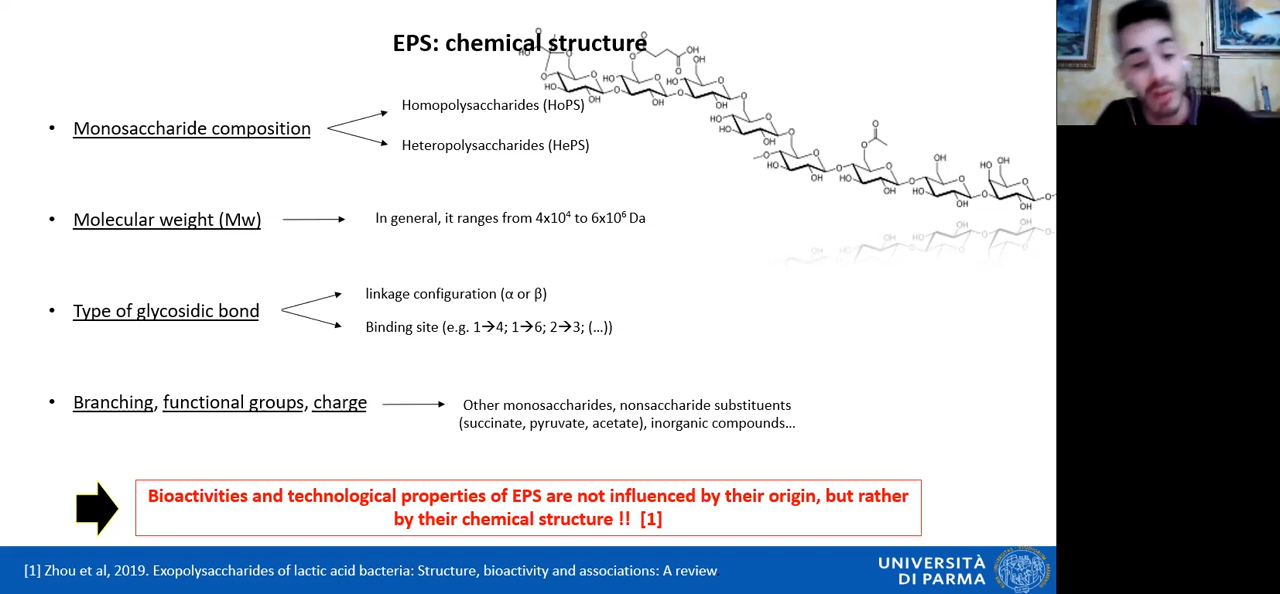 EPS: chemical structure
• Monosaccharide composition
Homopolysaccharides (HoPS)
Heteropolysaccharides (HePS)
• Molecular weight (Mw)
In general, it ranges from 4x10⁴ to 6x10⁶ Da
• Type of glycosidic bond
linkage configuration (α or β)
Binding site (e.g. 1→4; 1→6; 2→3; (…))
• Branching, functional groups, charge
Other monosaccharides, nonsaccharide substituents
(succinate, pyruvate, acetate), inorganic compounds…
Bioactivities and technological properties of EPS are not influenced by their origin, but rather
by their chemical structure !! [1]
[1] Zhou et al, 2019. Exopolysaccharides of lactic acid bacteria: Structure, bioactivity and associations: A review.
UNIVERSITÀ
DI PARMA